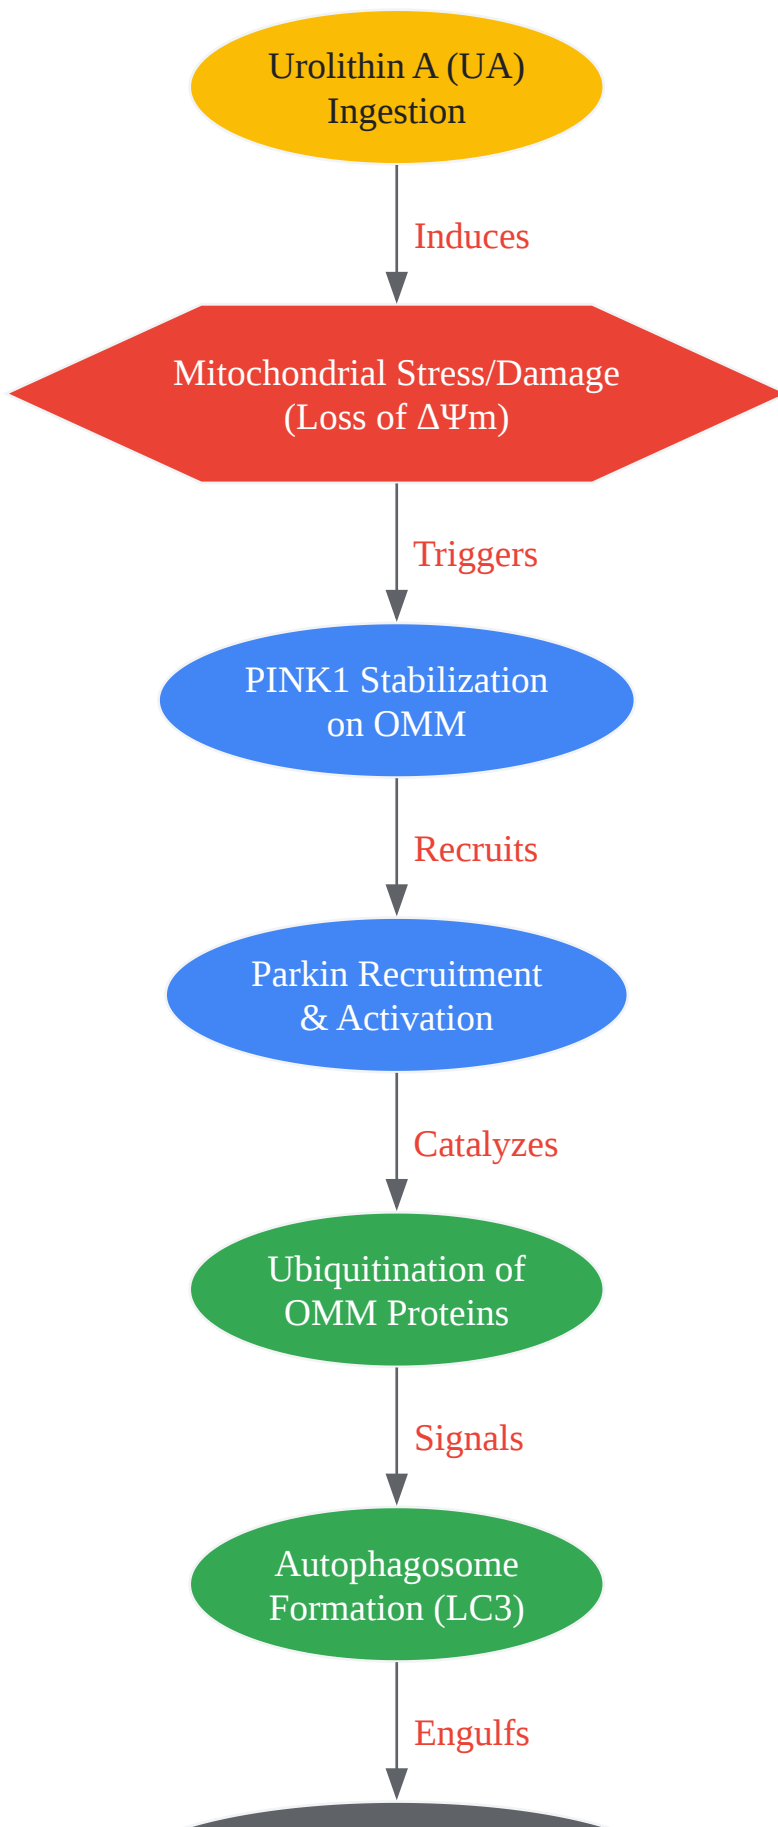 Urolithin A (UA)
Ingestion
Induces
Mitochondrial Stress/Damage
(Loss of ΔΨm)
Triggers
PINK1 Stabilization
on OMM
Recruits
Parkin Recruitment
& Activation
Catalyzes
Ubiquitination of
OMM Proteins
Signals
Autophagosome
Formation (LC3)
Engulfs